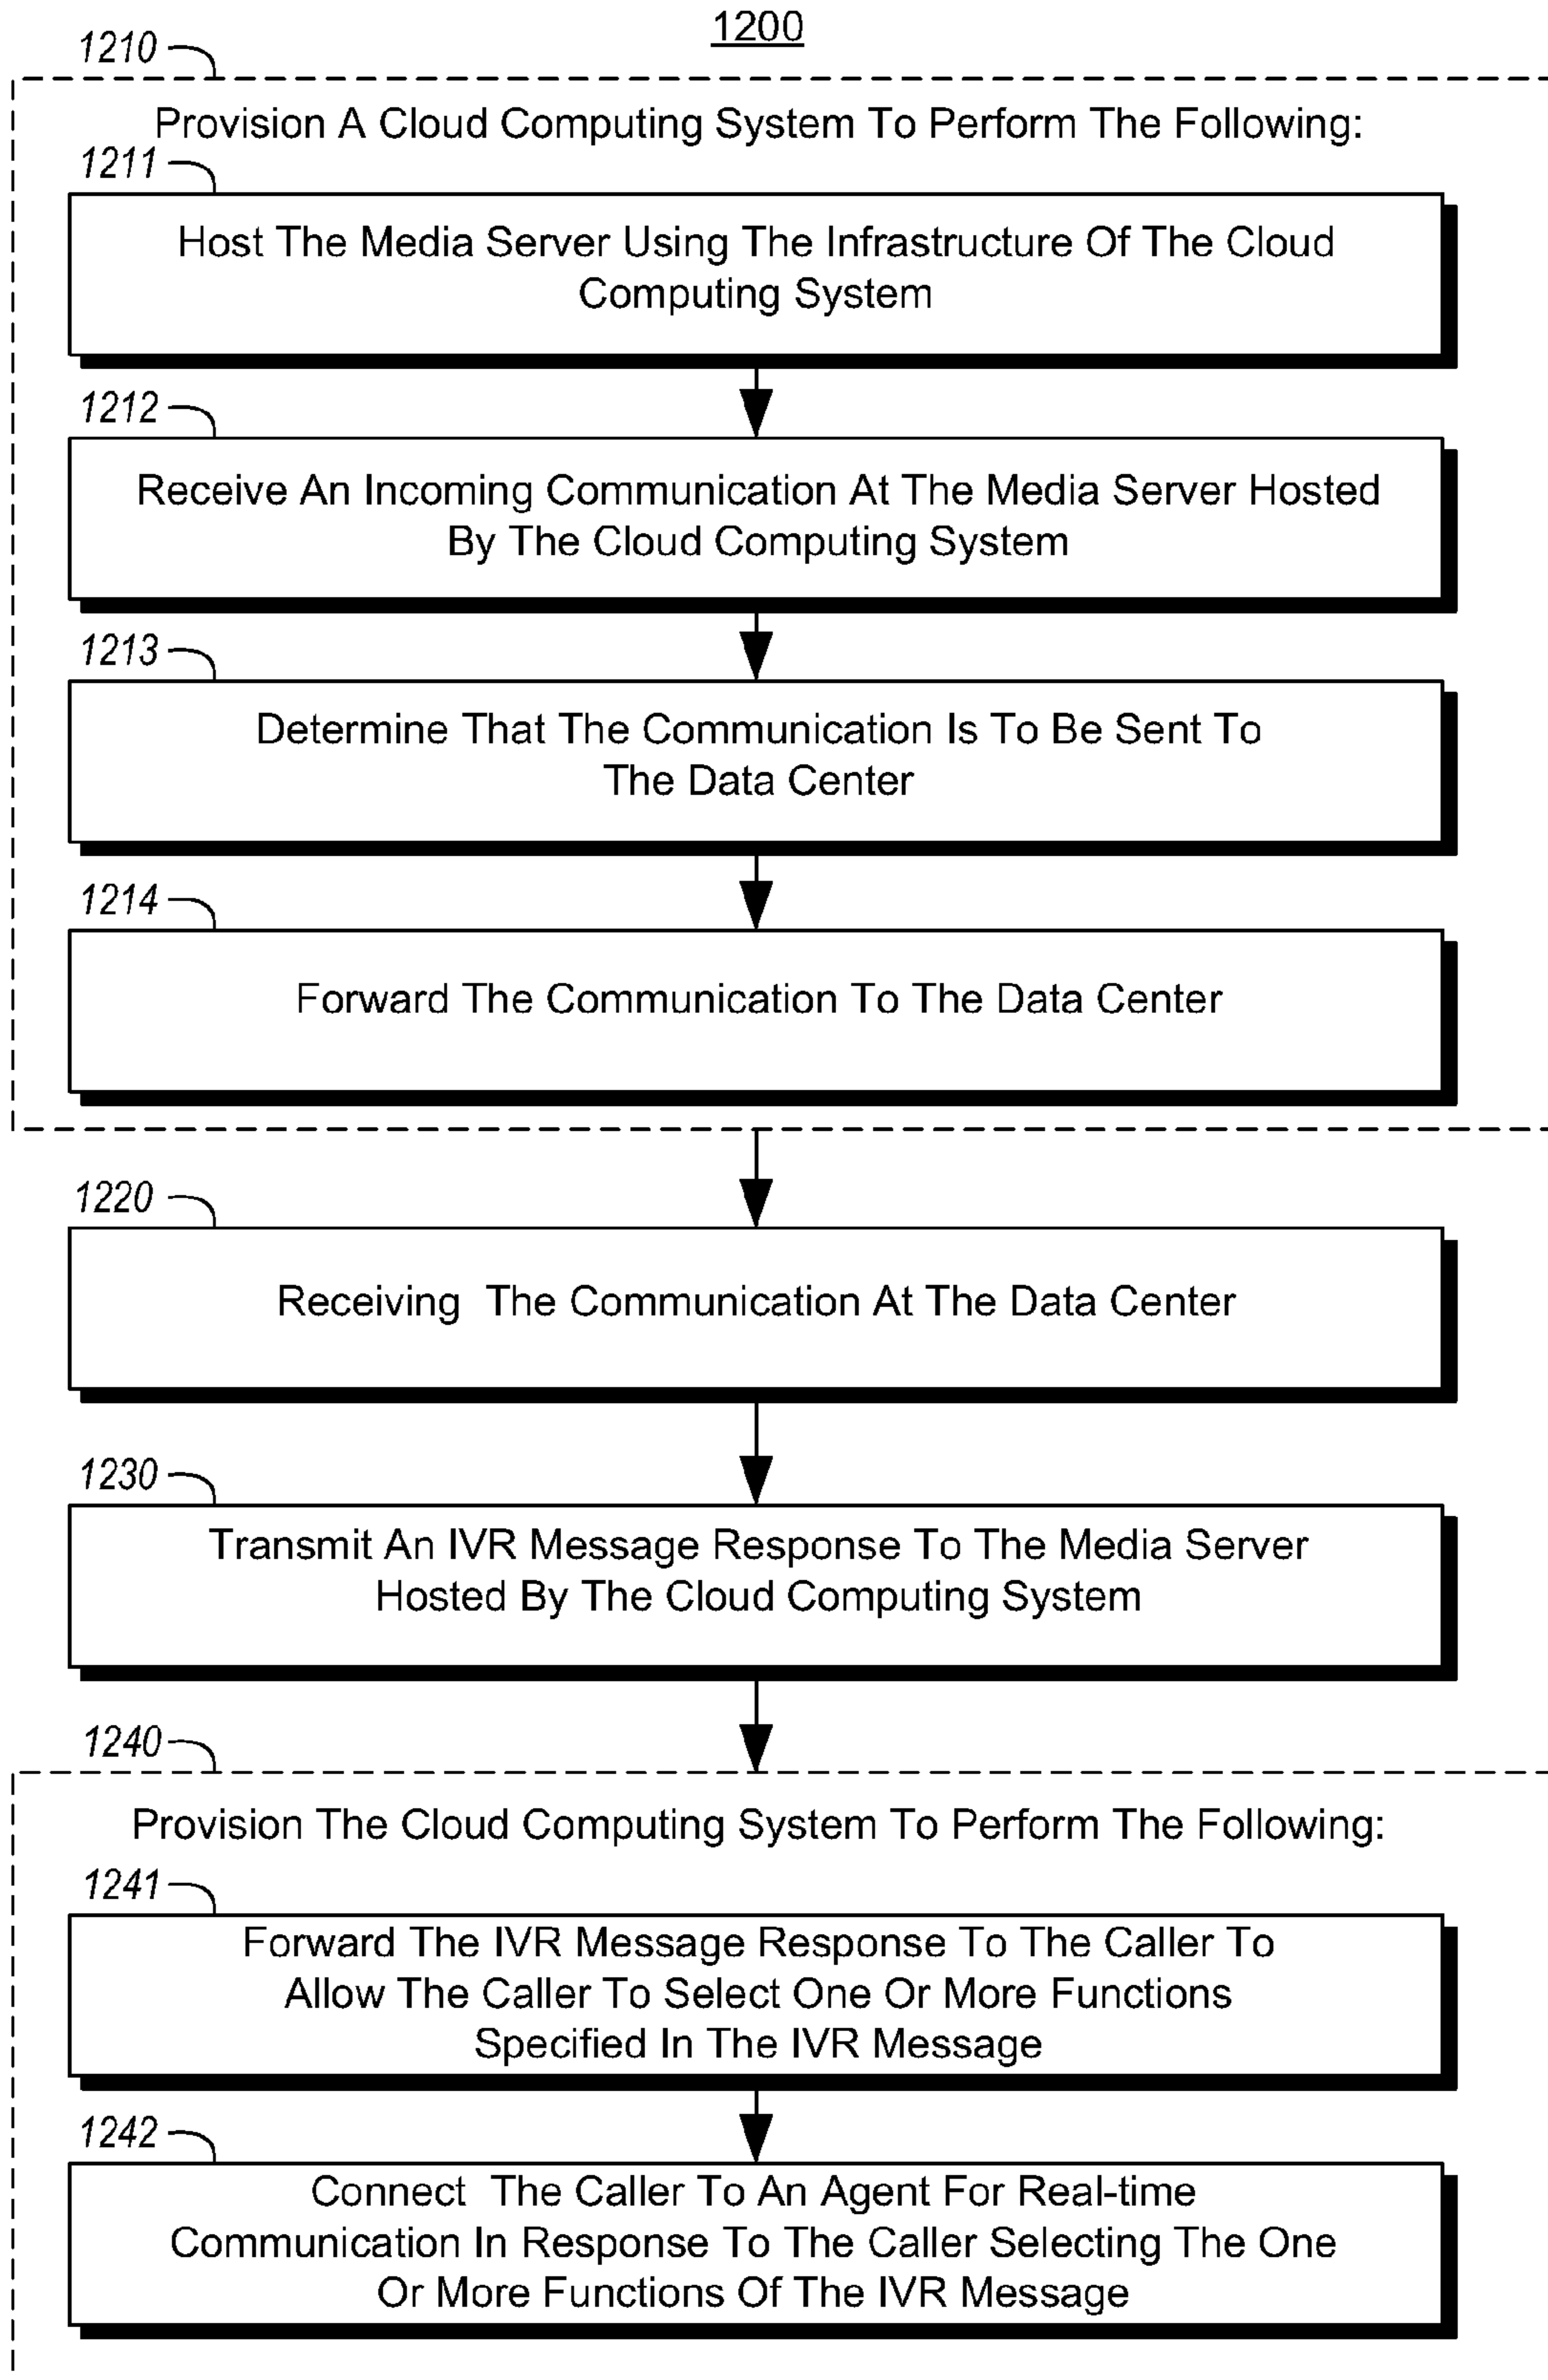 1200
1210
Provision A Cloud Computing System To Perform The Following:
1211
Host The Media Server Using The Infrastructure Of The Cloud
Computing System
1212
Receive An Incoming Communication At The Media Server Hosted
By The Cloud Computing System
1213
Determine That The Communication Is To Be Sent To
The Data Center
1214
Forward The Communication To The Data Center
1220
Receiving The Communication At The Data Center
1230
Transmit An IVR Message Response To The Media Server
Hosted By The Cloud Computing System
1240
Provision The Cloud Computing System To Perform The Following:
1241
Forward The IVR Message Response To The Caller To
Allow The Caller To Select One Or More Functions
Specified In The IVR Message
1242
Connect The Caller To An Agent For Real-time
Communication In Response To The Caller Selecting The One
Or More Functions Of The IVR Message